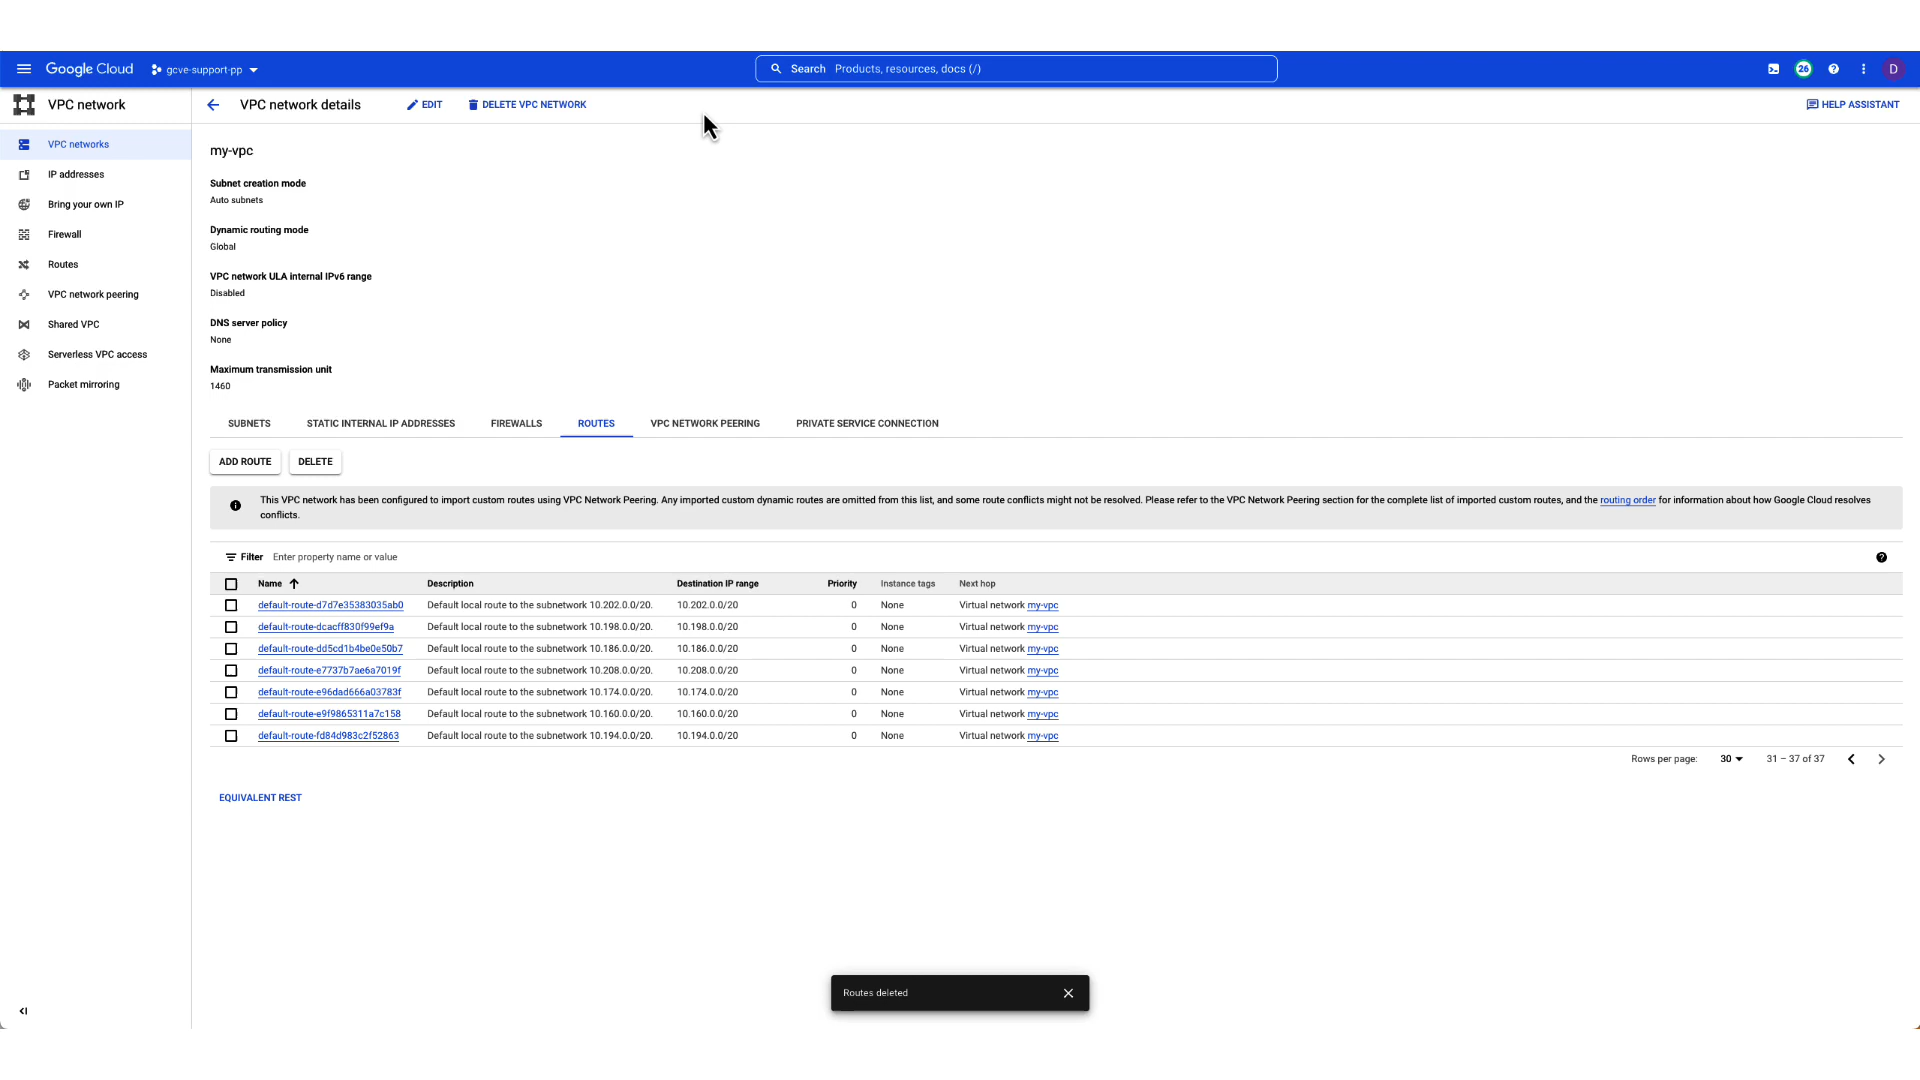 Google Cloud
gcve-support-pp
Search Products, resources, docs (/)
26
D
VPC network
VPC network details
EDIT
DELETE VPC NETWORK
HELP ASSISTANT
VPC networks
IP addresses
Bring your own IP
Firewall
Routes
VPC network peering
Shared VPC
Serverless VPC access
Packet mirroring
my-vpc
Subnet creation mode
Auto subnets
Dynamic routing mode
Global
VPC network ULA internal IPv6 range
Disabled
DNS server policy
None
Maximum transmission unit
1460
SUBNETS STATIC INTERNAL IP ADDRESSES FIREWALLS ROUTES VPC NETWORK PEERING PRIVATE SERVICE CONNECTION
ADD ROUTE DELETE
This VPC network has been configured to import custom routes using VPC Network Peering. Any imported custom dynamic routes are omitted from this list, and some route conflicts might not be resolved. Please refer to the VPC Network Peering section for the complete list of imported custom routes, and the routing order for information about how Google Cloud resolves
conflicts.
Filter Enter property name or value
Name Description Destination IP range Priority Instance tags Next hop
default-route-d7d7e35383035ab0 Default local route to the subnetwork 10.202.0.0/20. 10.202.0.0/20 0 None Virtual network my-vpc
default-route-dcacff830f99ef9a Default local route to the subnetwork 10.198.0.0/20. 10.198.0.0/20 0 None Virtual network my-vpc
default-route-dd5cd1b4be0e50b7 Default local route to the subnetwork 10.186.0.0/20. 10.186.0.0/20 0 None Virtual network my-vpc
default-route-e7737b7ae6a7019f Default local route to the subnetwork 10.208.0.0/20. 10.208.0.0/20 0 None Virtual network my-vpc
default-route-e96dad666a03783f Default local route to the subnetwork 10.174.0.0/20. 10.174.0.0/20 0 None Virtual network my-vpc
default-route-e9f9865311a7c158 Default local route to the subnetwork 10.160.0.0/20. 10.160.0.0/20 0 None Virtual network my-vpc
default-route-fd84d983c2f52863 Default local route to the subnetwork 10.194.0.0/20. 10.194.0.0/20 0 None Virtual network my-vpc
Rows per page: 30 31 – 37 of 37
EQUIVALENT REST
Routes deleted